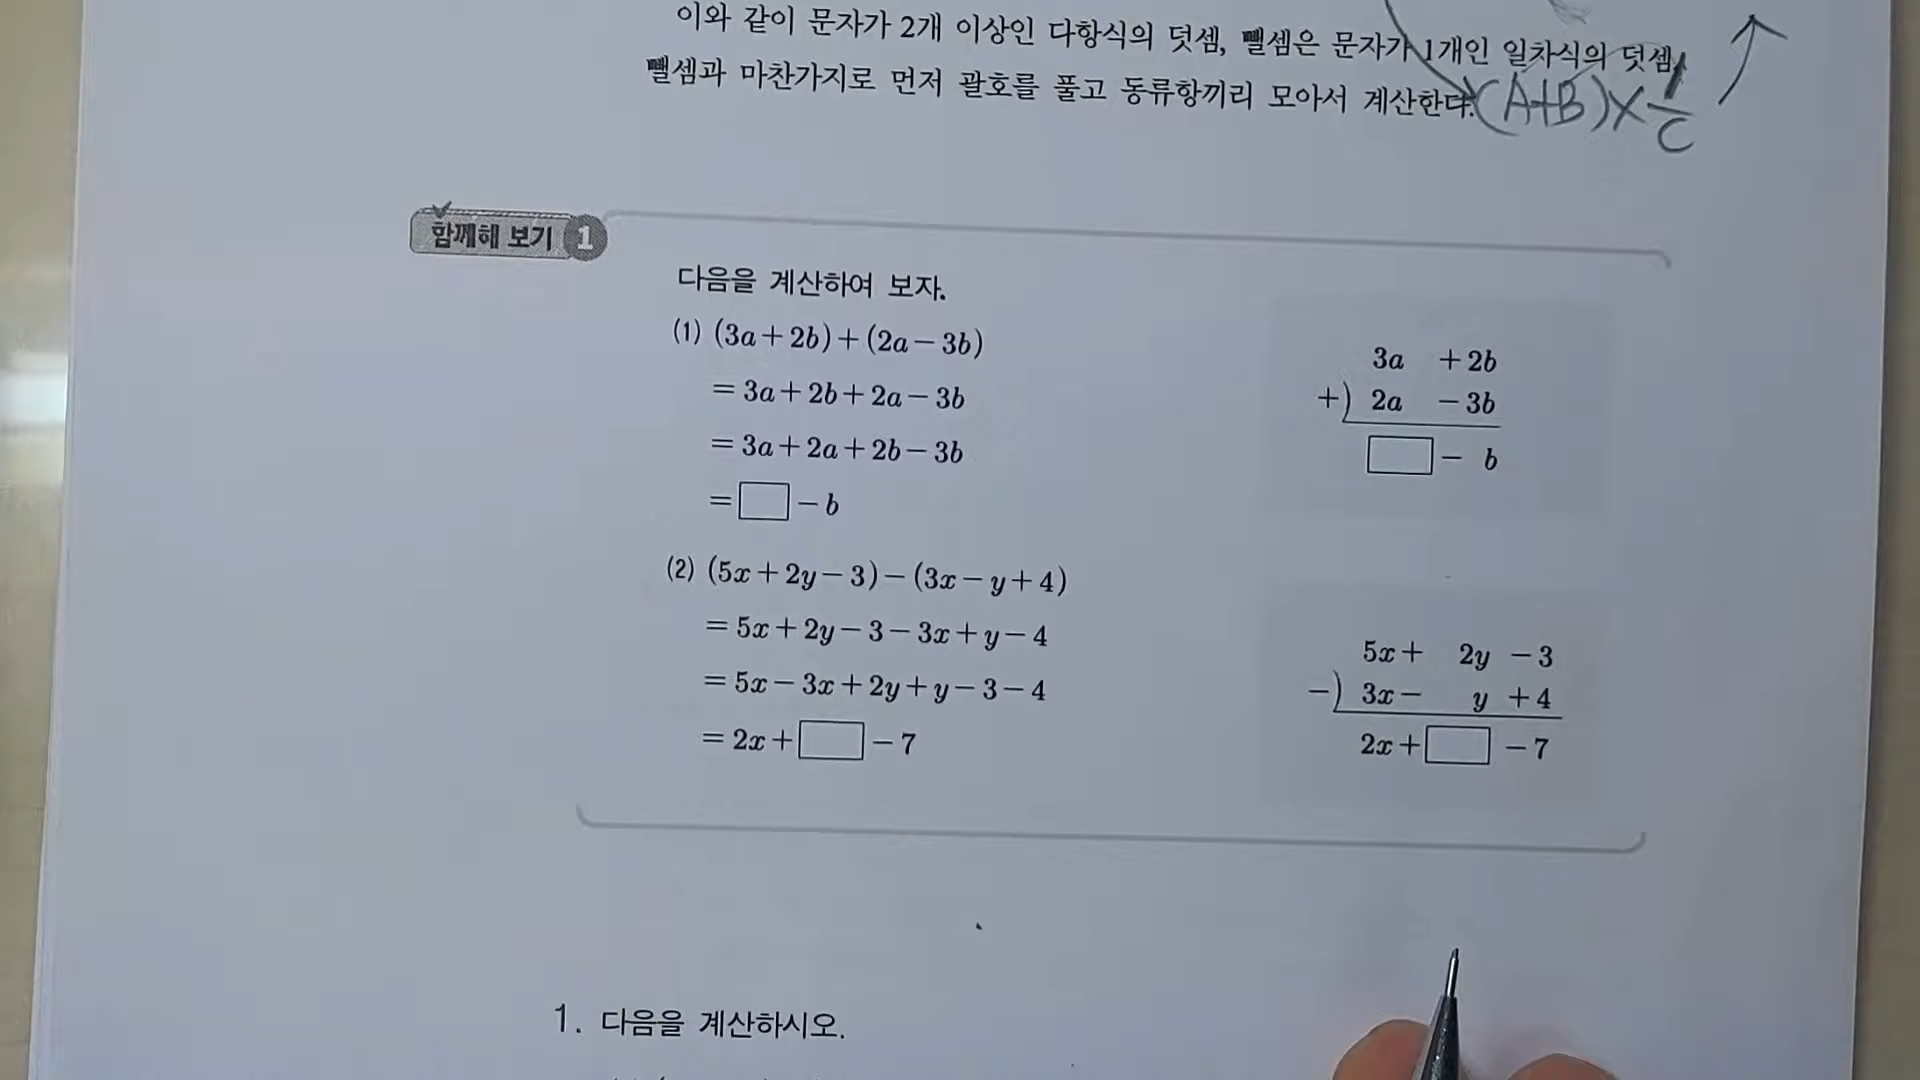 이와 같이 문자가 2개 이상인 다항식의 덧셈, 뺄셈은 문자가 1개인 일차식의 덧셈,
뺄셈과 마찬가지로 먼저 괄호를 풀고 동류항끼리 모아서 계산한다.
(A+B)×1/C
함께해 보기 1
다음을 계산하여 보자.
(1) (3a+2b)+(2a-3b)
=3a+2b+2a-3b
=3a+2a+2b-3b
=□-b
3a +2b
+) 2a -3b
□- b
(2) (5x+2y-3)-(3x-y+4)
=5x+2y-3-3x+y-4
=5x-3x+2y+y-3-4
=2x+□-7
5x+ 2y -3
-) 3x- y +4
2x+□ -7
1. 다음을 계산하시오.